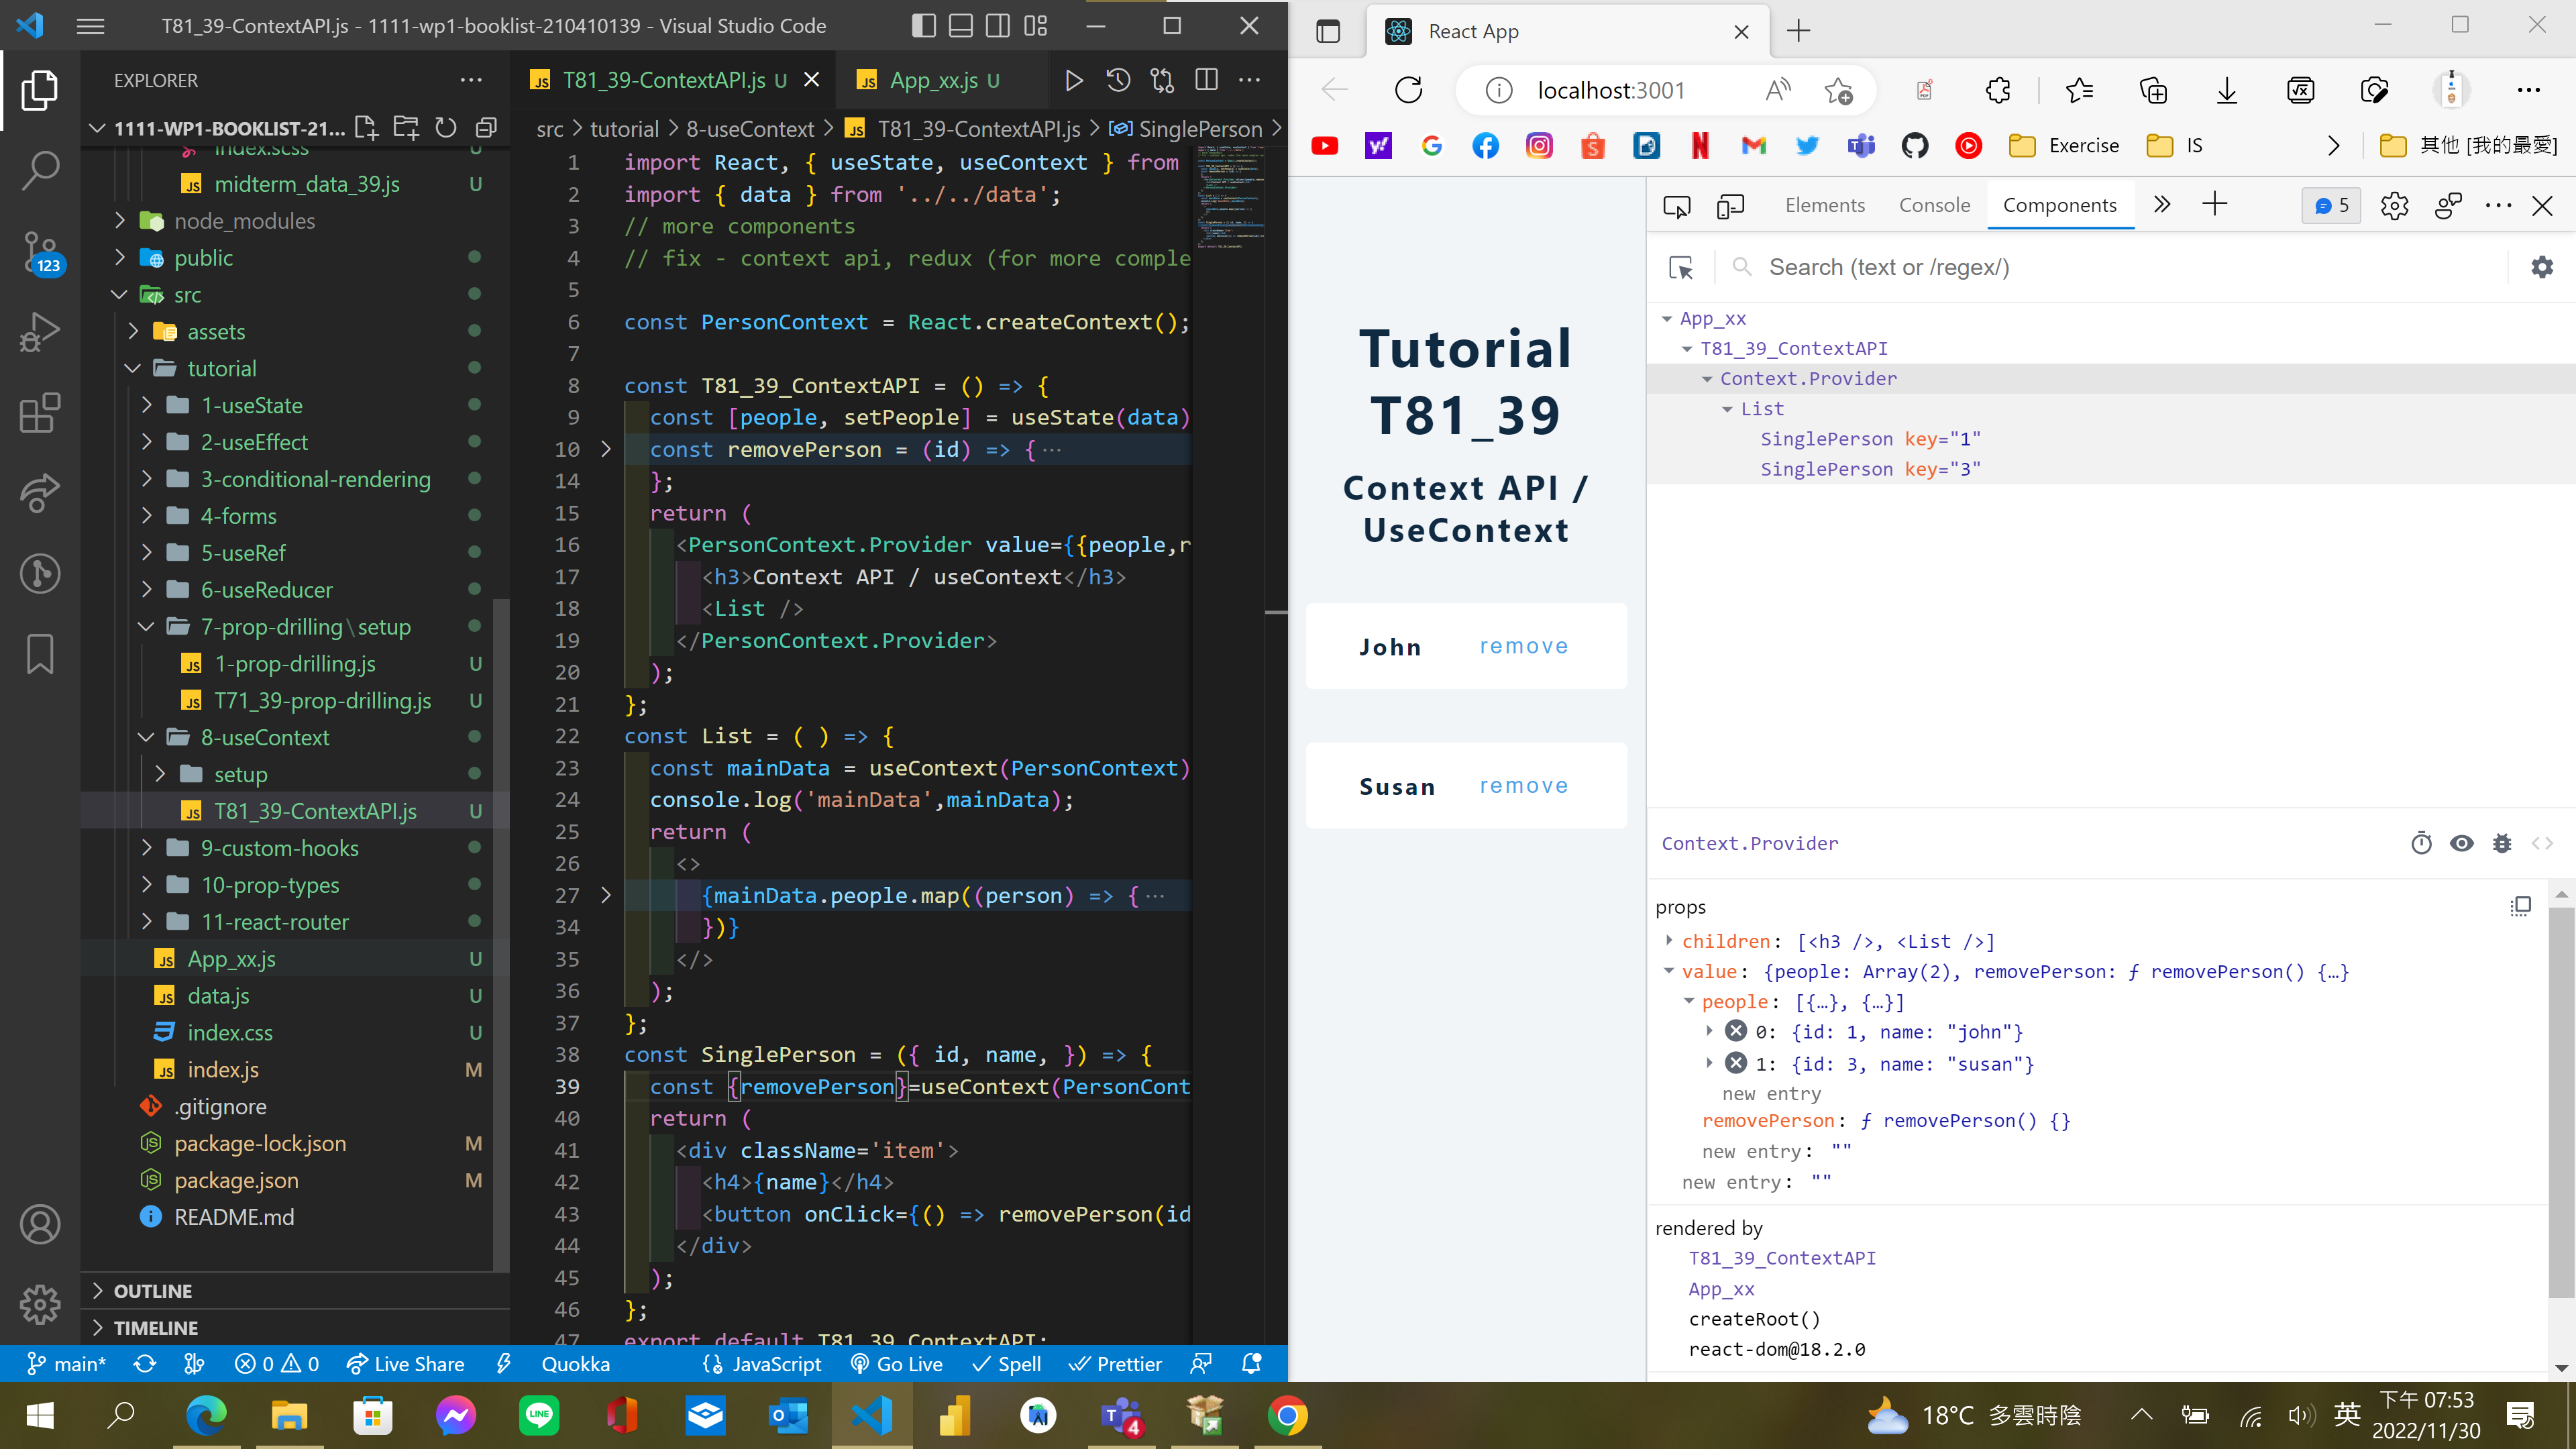 T81_39-ContextAPI.js - 1111-wp1-booklist-210410139 - Visual Studio Code
EXPLORER
1111-WP1-BOOKLIST-21...
index.scss U
midterm_data_39.js U
node_modules
public
src
assets
tutorial
1-useState
2-useEffect
3-conditional-rendering
4-forms
5-useRef
6-useReducer
7-prop-drilling\setup
1-prop-drilling.js U
T71_39-prop-drilling.js U
8-useContext
setup
T81_39-ContextAPI.js U
9-custom-hooks
10-prop-types
11-react-router
App_xx.js U
data.js U
index.css U
index.js M
.gitignore
package-lock.json M
package.json M
README.md
OUTLINE
TIMELINE
123
T81_39-ContextAPI.js U
App_xx.js U
src > tutorial > 8-useContext > T81_39-ContextAPI.js > SinglePerson >
1 import React, { useState, useContext } from
2 import { data } from '../../data';
3 // more components
4 // fix - context api, redux (for more comple
5
6 const PersonContext = React.createContext();
7
8 const T81_39_ContextAPI = () => {
9 const [people, setPeople] = useState(data)
10 const removePerson = (id) => {···
14 };
15 return (
16 <PersonContext.Provider value={{people,r
17 <h3>Context API / useContext</h3>
18 <List />
19 </PersonContext.Provider>
20 );
21 };
22 const List = ( ) => {
23 const mainData = useContext(PersonContext)
24 console.log('mainData',mainData);
25 return (
26 <>
27 {mainData.people.map((person) => {···
34 })}
35 </>
36 );
37 };
38 const SinglePerson = ({ id, name, }) => {
39 const {removePerson}=useContext(PersonCont
40 return (
41 <div className='item'>
42 <h4>{name}</h4>
43 <button onClick={() => removePerson(id
44 </div>
45 );
46 };
47 export default T81_39_ContextAPI;
main* 0 0 Live Share Quokka JavaScript Go Live Spell Prettier
React App
localhost:3001
Exercise
IS
其他 [我的最愛]
Tutorial
T81_39
Context API /
UseContext
John remove
Susan remove
Elements Console Components 5
Search (text or /regex/)
App_xx
T81_39_ContextAPI
Context.Provider
List
SinglePerson key="1"
SinglePerson key="3"
Context.Provider
props
children: [<h3 />, <List />]
value: {people: Array(2), removePerson: ƒ removePerson() {…}
people: [{…}, {…}]
0: {id: 1, name: "john"}
1: {id: 3, name: "susan"}
new entry
removePerson: ƒ removePerson() {}
new entry: ""
new entry: ""
rendered by
T81_39_ContextAPI
App_xx
createRoot()
react-dom@18.2.0
LINE
4
18°C 多雲時陰
英
下午 07:53
2022/11/30